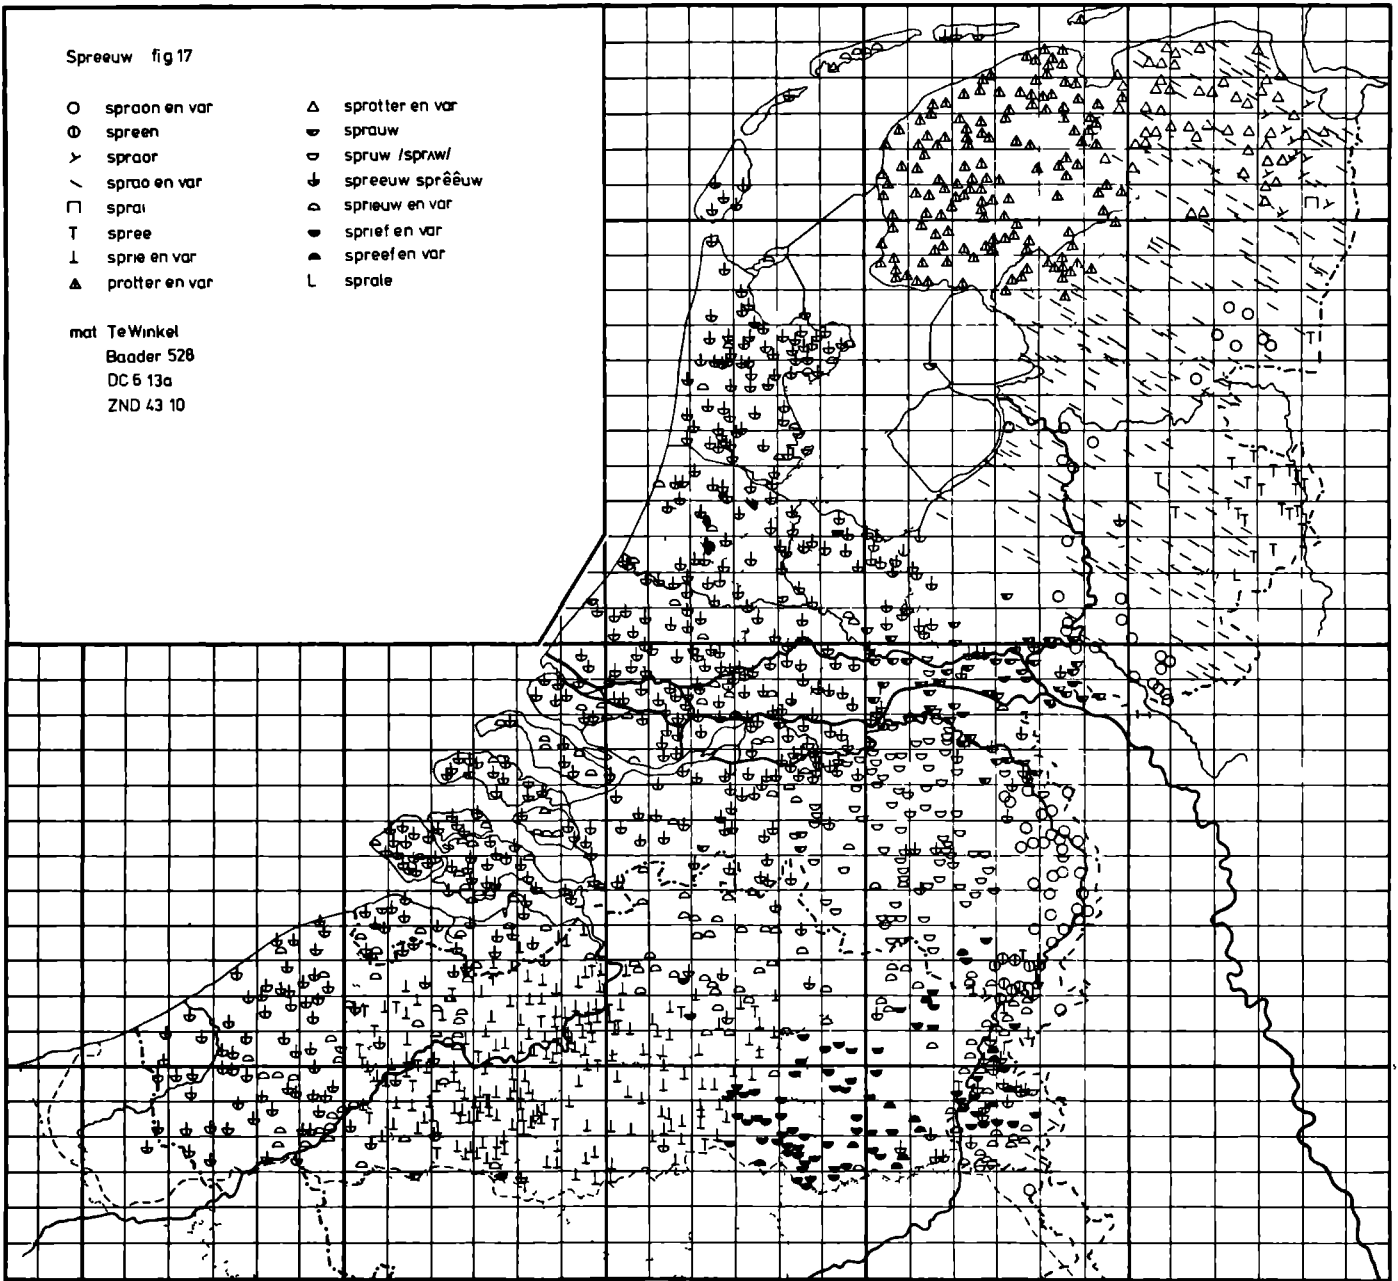 Spreeuw fig 17
spraon en var
spreen
spraor
sprao en var
sprai
spree
sprie en var
protter en var
sprotter en var
sprauw
spruw /sprʌw/
spreeuw sprêêuw
sprieuw en var
sprief en var
spreef en var
sprale
mat Te Winkel
Baader 528
DC 6 13a
ZND 43 10